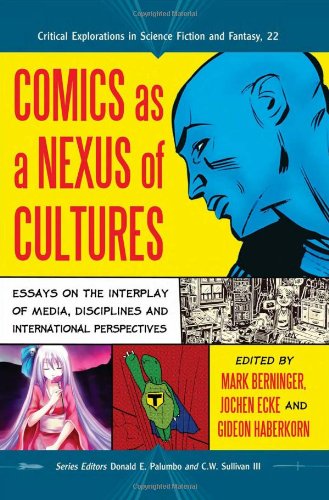 Critical Explorations in Science Fiction and Fantasy, 22
COMICS as
a NEXUS of
CULTURES
ESSAYS ON THE INTERPLAY
OF MEDIA, DISCIPLINES AND
INTERNATIONAL PERSPECTIVES
EDITED BY
MARK BERNINGER,
JOCHEN ECKE AND
GIDEON HABERKORN
Series Editors Donald E. Palumbo and C.W. Sullivan III